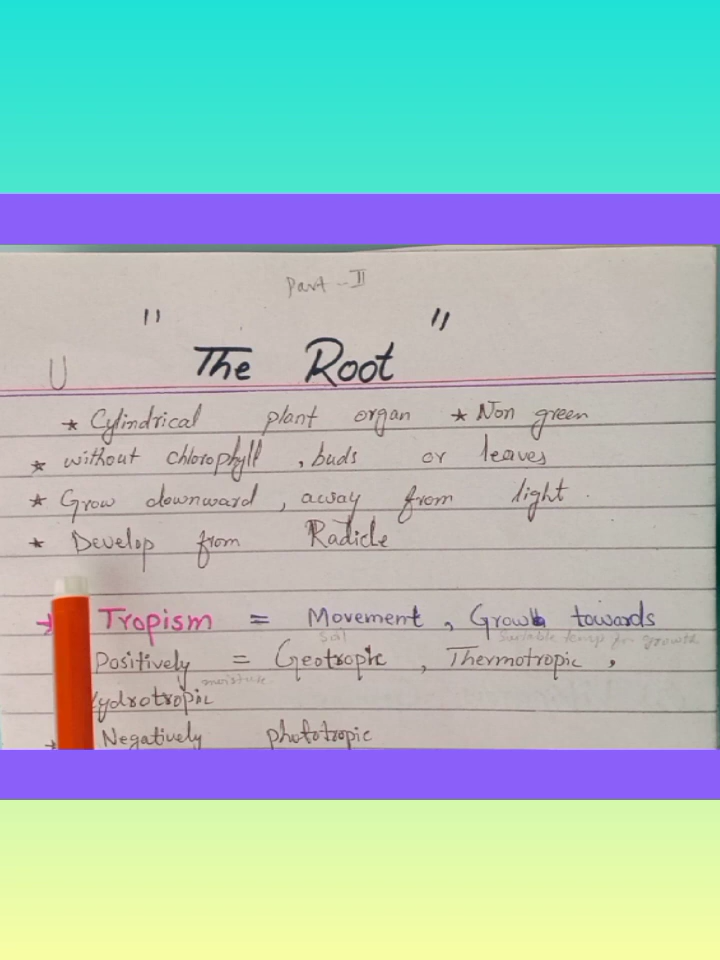 Part - II
" The Root "
U
* Cylindrical plant organ * Non green
* without chlorophyll , buds or leaves
* Grow downward , away from light .
* Develop from Radicle
* Tropism = Movement , Growth towards
soil suitable temp for growth
Positively = Geotropic , Thermotropic ,
moisture
Hydrotropic
* Negatively phototropic